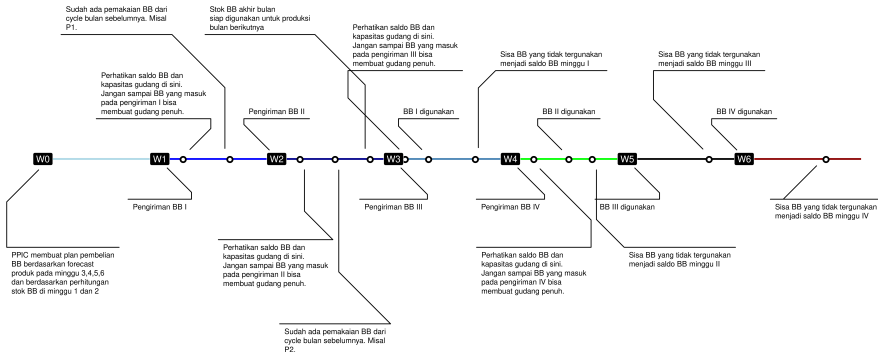 Sudah ada pemakaian BB dari
cycle bulan sebelumnya. Misal
P1.
Stok BB akhir bulan
siap digunakan untuk produksi
bulan berikutnya
Perhatikan saldo BB dan
kapasitas gudang di sini.
Jangan sampai BB yang masuk
pada pengiriman III bisa
membuat gudang penuh.
Sisa BB yang tidak tergunakan
menjadi saldo BB minggu I
Sisa BB yang tidak tergunakan
menjadi saldo BB minggu III
Perhatikan saldo BB dan
kapasitas gudang di sini.
Jangan sampai BB yang masuk
pada pengiriman I bisa
membuat gudang penuh.
Pengiriman BB II
BB I digunakan
BB II digunakan
BB IV digunakan
W0
W1
W2
W3
W4
W5
W6
Pengiriman BB I
Pengiriman BB III
Pengiriman BB IV
BB III digunakan
Sisa BB yang tidak tergunakan
menjadi saldo BB minggu IV
PPIC membuat plan pembelian
BB berdasarkan forecast
produk pada minggu 3,4,5,6
dan berdasarkan perhitungan
stok BB di minggu 1 dan 2
Perhatikan saldo BB dan
kapasitas gudang di sini.
Jangan sampai BB yang masuk
pada pengiriman II bisa
membuat gudang penuh.
Perhatikan saldo BB dan
kapasitas gudang di sini.
Jangan sampai BB yang masuk
pada pengiriman IV bisa
membuat gudang penuh.
Sisa BB yang tidak tergunakan
menjadi saldo BB minggu II
Sudah ada pemakaian BB dari
cycle bulan sebelumnya. Misal
P2.